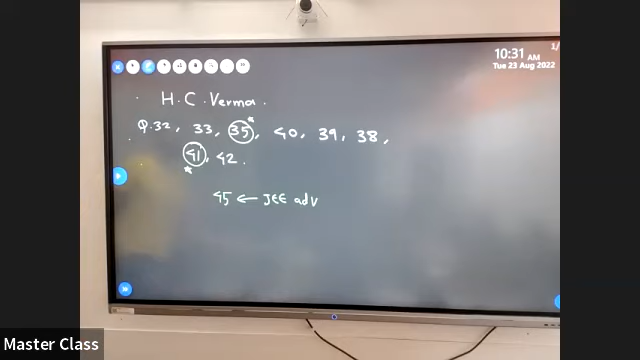 10:31 AM
Tue 23 Aug 2022
H.C.Verma.
Q.32, 33, 35*, 40, 39, 38,
41*, 42.
45 ← JEE adv
Master Class